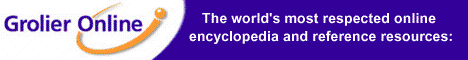 Grolier Online
The world's most respected online
encyclopedia and reference resources: